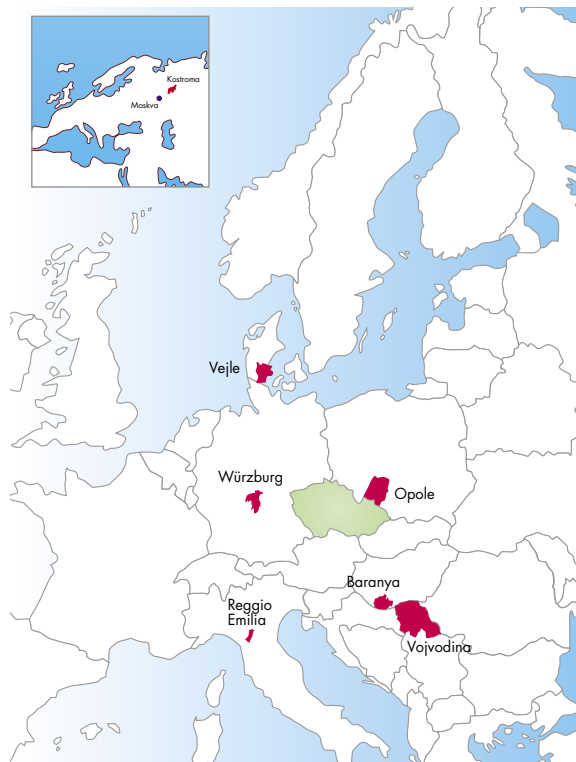 Kostroma
Moskva
Vejle
Würzburg
Opole
Baranya
Reggio
Emilia
Vojvodina